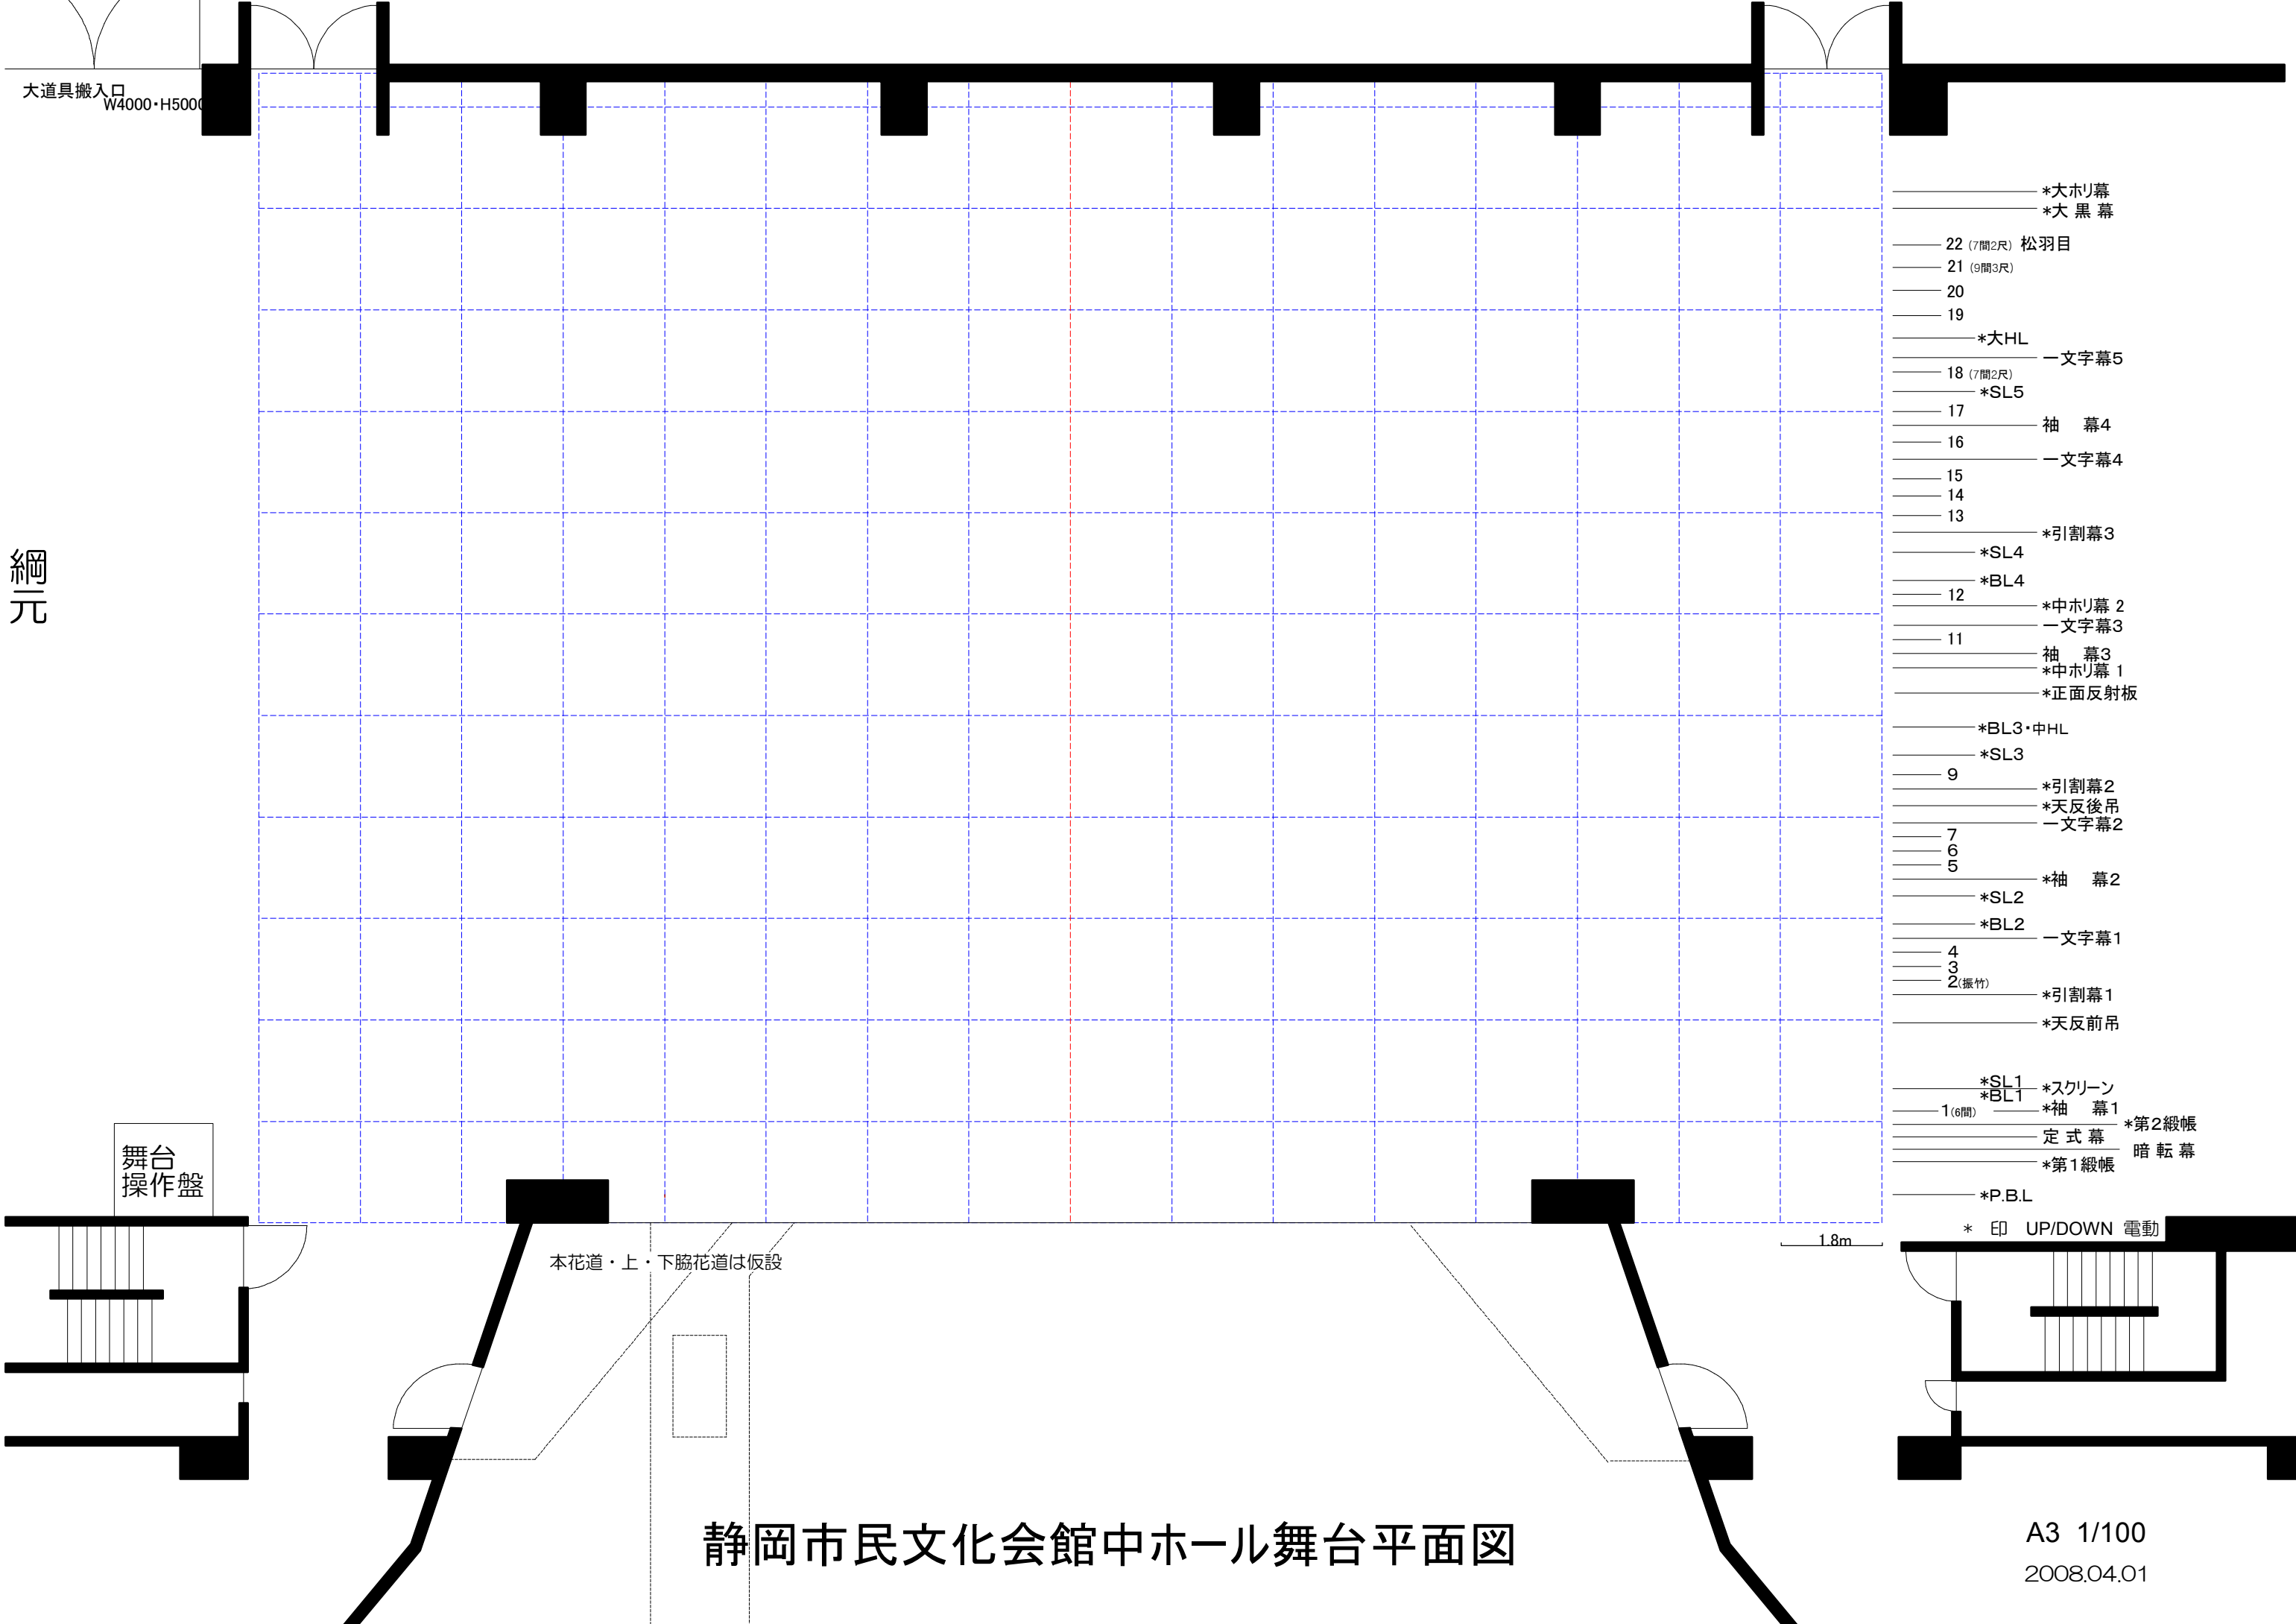 大道具搬入口
W4000・H5000
*大ホリ幕
*大 黒 幕
22 (7間2尺) 松羽目
21 (9間3尺)
20
19
*大HL
一文字幕5
18 (7間2尺)
*SL5
17
袖 幕4
16
一文字幕4
15
14
13
*引割幕3
*SL4
*BL4
12
*中ホリ幕 2
一文字幕3
11
袖 幕3
*中ホリ幕 1
*正面反射板
*BL3・中HL
*SL3
9
*引割幕2
*天反後吊
一文字幕2
7
6
5
*袖 幕2
*SL2
*BL2
一文字幕1
4
3
2(振竹)
*引割幕1
*天反前吊
*SL1 *スクリーン
*BL1
1(6間) *袖 幕1
*第2緞帳
定 式 幕
暗 転 幕
*第1緞帳
*P.B.L
* 印 UP/DOWN 電動
1.8m
綱元
舞台
操作盤
本花道・上・下脇花道は仮設
静岡市民文化会館中ホール舞台平面図
A3 1/100
2008.04.01